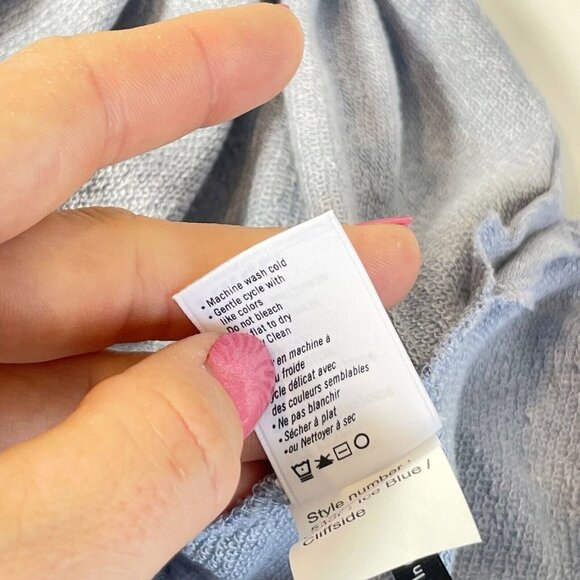 • Machine wash cold
• Gentle cycle with
like colors
Do not bleach
flat to dry
Clean
en machine à
froide
délicat avec
des couleurs semblables
• Ne pas blanchir
• Sécher à plat
•ou Nettoyer à sec
Style number :
Ice Blue /
Cliffside